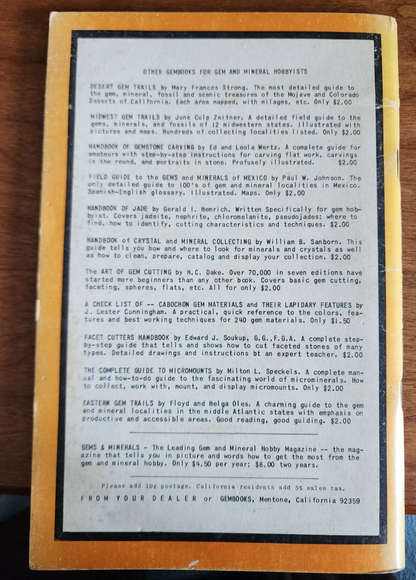 OTHER GEMBOOKS FOR GEM AND MINERAL HOBBYISTS
DESERT GEM TRAILS by Mary Frances Strong. The most detailed guide to
the gem, mineral, fossil and scenic treasures of the Mojave and Colorado
Deserts of California. Each area mapped, with milages, etc. Only $2.00
MIDWEST GEM TRAILS by June Culp Zeitner. A detailed field guide to the
gems, minerals, and fossils of 12 midwestern states. Illustrated with
pictures and maps. Hundreds of collecting localities listed. Only $2.00
HANDBOOK OF GEMSTONE CARVING by Ed and Leola Wertz. A complete guide for
amateurs with step-by-step instructions for carving flat work, carvings
in the round, and portraits in stone. Profusely illustrated. $2.00
FIELD GUIDE to the GEMS and MINERALS of MEXICO by Paul W. Johnson. The
only detailed guide to 100's of gem and mineral localities in Mexico.
Spanish-English glossary. Illustrated. Maps. Only $2.00
HANDBOOK OF JADE by Gerald I. Hemrich. Written Specifically for gem hob-
byist. Covers jadeite, nephrite, chloromelanite, pseudojades; where to
find, how to identify, cutting characteristics and techniques. $2.00
HANDBOOK of CRYSTAL and MINERAL COLLECTING by William B. Sanborn. This
guide tells you how and where to look for minerals and crystals as well
as how to clean, prepare, catalog and display your collection. $2.00
The ART OF GEM CUTTING by H.C. Dake. Over 70,000 in seven editions have
started more beginners than any other book. Covers basic gem cutting,
faceting, spheres, flats, etc. All for only $2.00
A CHECK LIST OF -- CABOCHON GEM MATERIALS and THEIR LAPIDARY FEATURES by
J. Lester Cunningham. A practical, quick reference to the colors, fea-
tures and best working techniques for 240 gem materials. Only $1.50
FACET CUTTERS HANDBOOK by Edward J. Soukup, G.G.,F.G.A. A complete step-
by-step guide that tells and shows how to cut faceted stones of many
types. Detailed drawings and instructions bt an expert teacher. $2.00
THE COMPLETE GUIDE TO MICROMOUNTS by Milton L. Speckels. A complete man-
ual and how-to-do guide to the fascinating world of microminerals. How
to collect, work with, mount, and display micromounts. Only $2.00
EASTERN GEM TRAILS by Floyd and Helga Oles. A charming guide to the gem
and mineral localities in the middle Atlantic States with emphasis on
productive and accessible areas. Good reading, good guiding. $2.00
GEMS & MINERALS - The Leading Gem and Mineral Hobby Magazine -- the mag-
azine that tells you in picture and words how to get the most from the
gem and mineral hobby. Only $4.50 per year; $8.00 two years.
Please add 10¢ postage. California residents add 5% sales tax.
FROM YOUR DEALER or GEMBOOKS, Mentone, California 92359